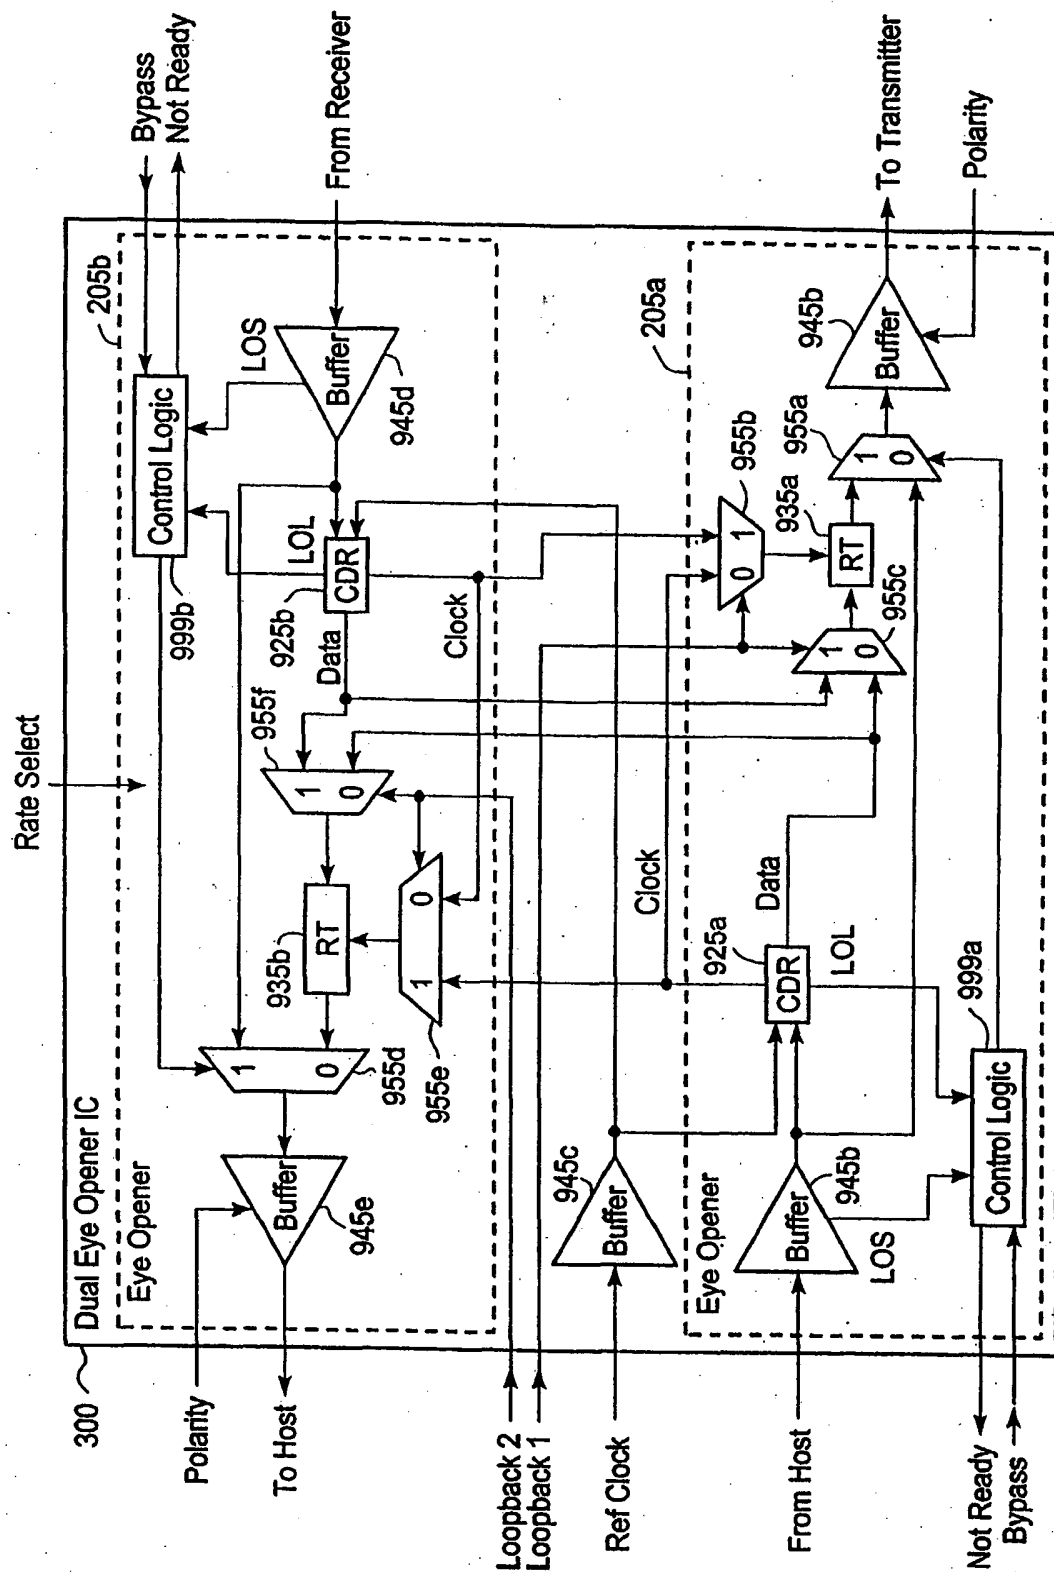 Rate Select
300
Dual Eye Opener IC
Eye Opener
205b
Bypass
Not Ready
Control Logic
999b
LOS
From Receiver
Buffer
945d
LOL
CDR
925b
Data
Clock
955f
1
0
RT
935b
0
1
955e
1
0
955d
Buffer
945e
Polarity
To Host
Loopback 2
Loopback 1
Ref Clock
Buffer
945c
Clock
205a
Eye Opener
From Host
Buffer
945b
LOS
CDR
925a
Data
LOL
Control Logic
999a
Not Ready
Bypass
0
1
955b
1
0
955c
RT
935a
1
0
955a
Buffer
945b
To Transmitter
Polarity